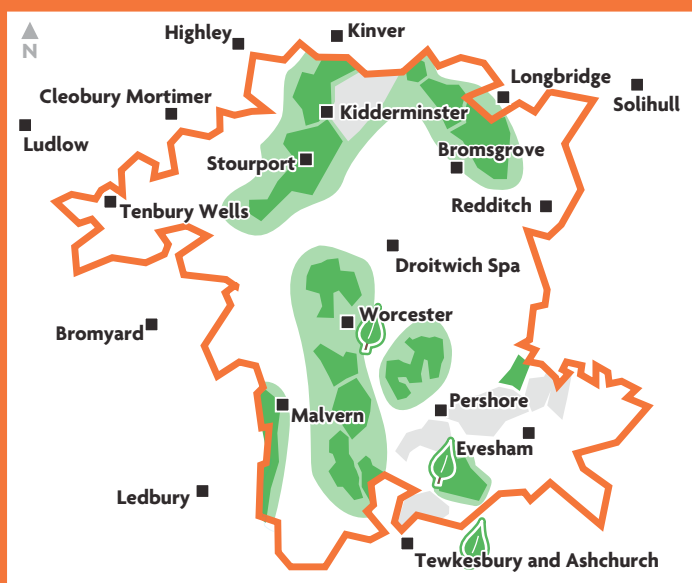 Highley
Kinver
N
Longbridge
Solihull
Cleobury Mortimer
Kidderminster
Ludlow
Bromsgrove
Stourport
Tenbury Wells
Redditch
Droitwich Spa
Worcester
Bromyard
Pershore
Malvern
Evesham
Ledbury
Tewkesbury and Ashchurch